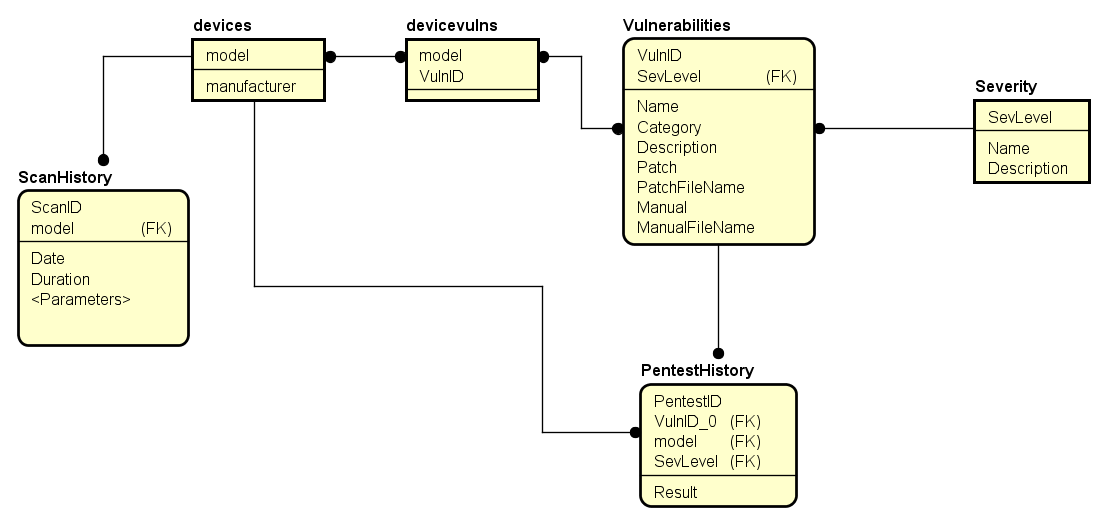 devices
model
manufacturer
devicevulns
model
VulnID
Vulnerabilities
VulnID
SevLevel (FK)
Name
Category
Description
Patch
PatchFileName
Manual
ManualFileName
Severity
SevLevel
Name
Description
ScanHistory
ScanID
model (FK)
Date
Duration
<Parameters>
PentestHistory
PentestID
VulnID_0 (FK)
model (FK)
SevLevel (FK)
Result